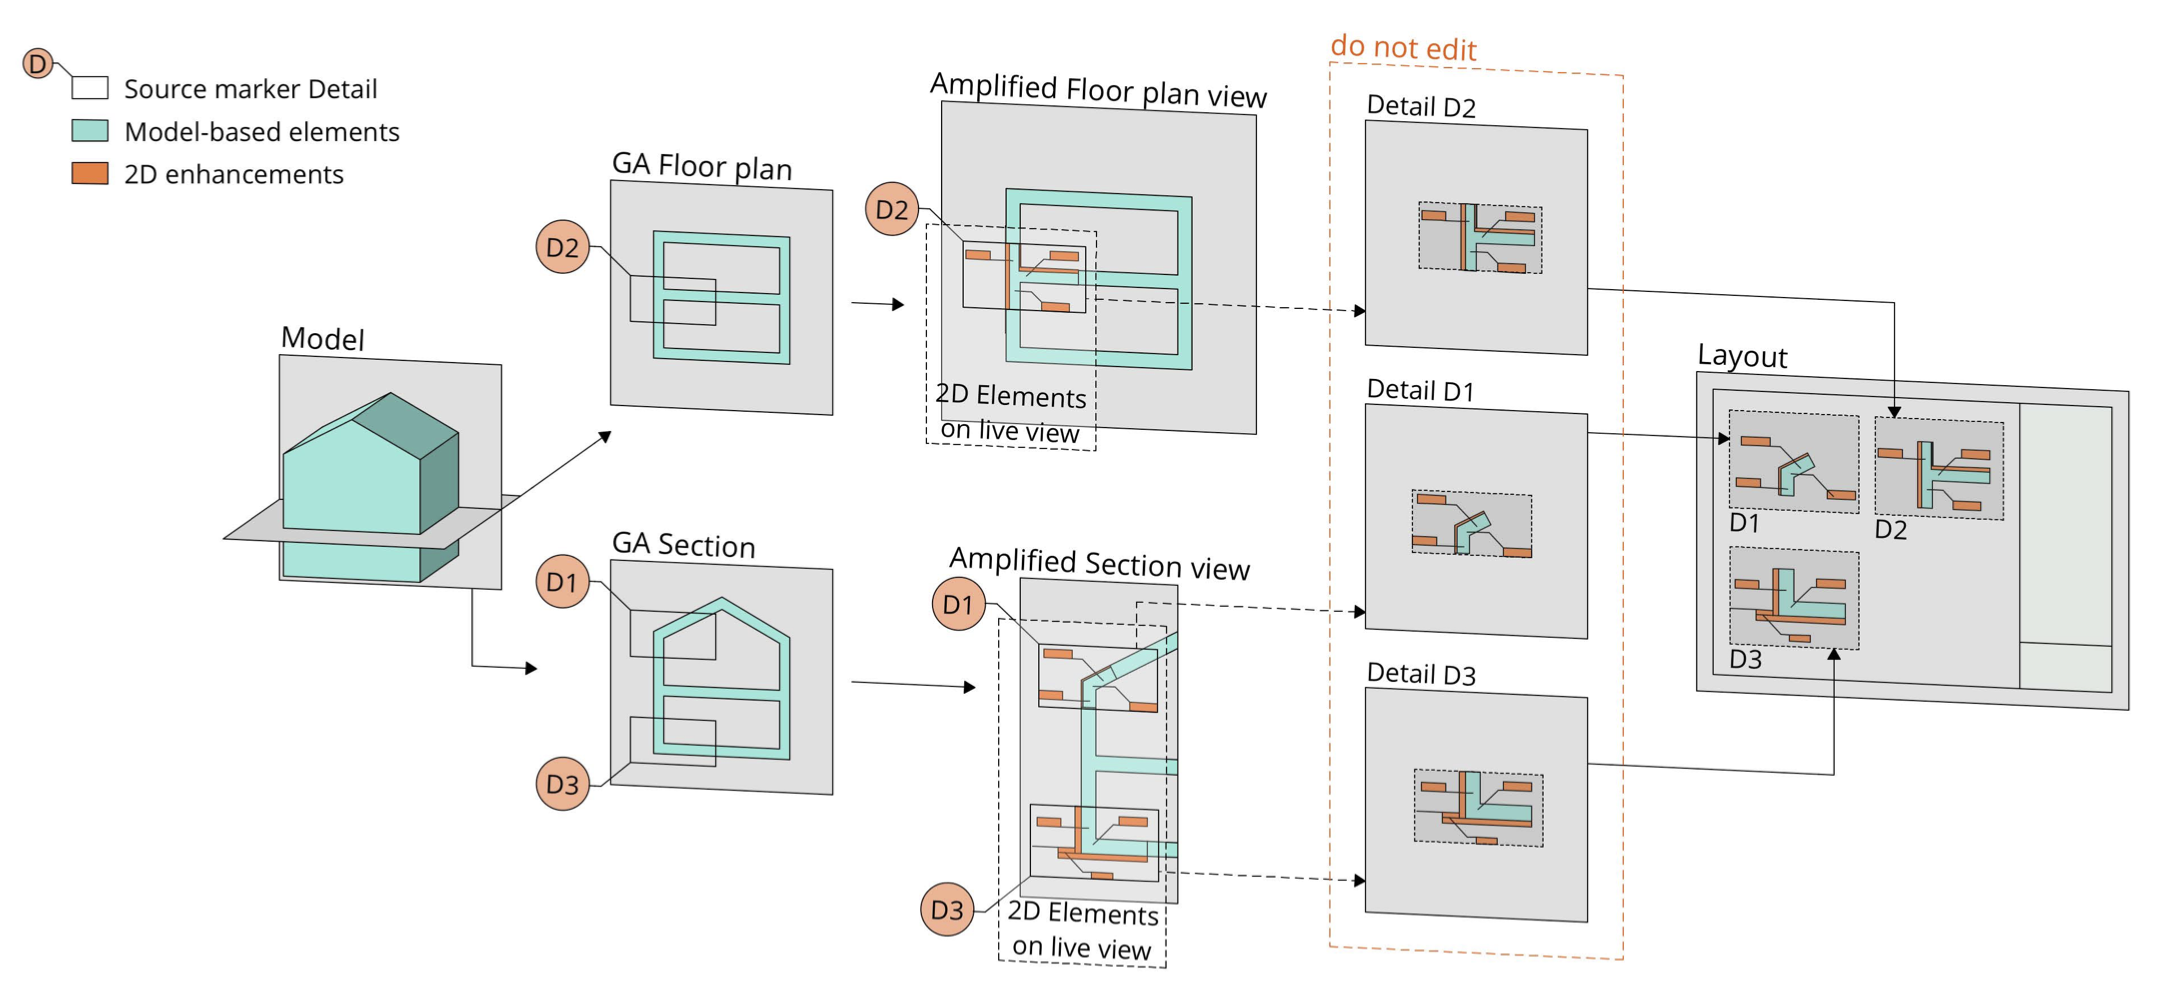 D
Source marker Detail
Model-based elements
2D enhancements
Model
GA Floor plan
D2
GA Section
D1
D3
Amplified Floor plan view
D2
2D Elements
on live view
Amplified Section view
D1
D3
2D Elements
on live view
do not edit
Detail D2
Detail D1
Detail D3
Layout
D1
D2
D3